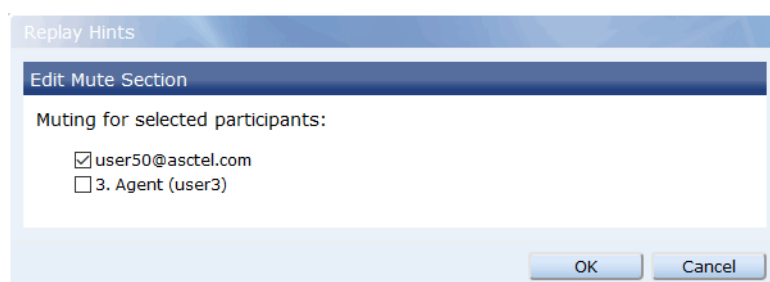 Replay Hints
Edit Mute Section
Muting for selected participants:
user50@asctel.com
3. Agent (user3)
OK Cancel